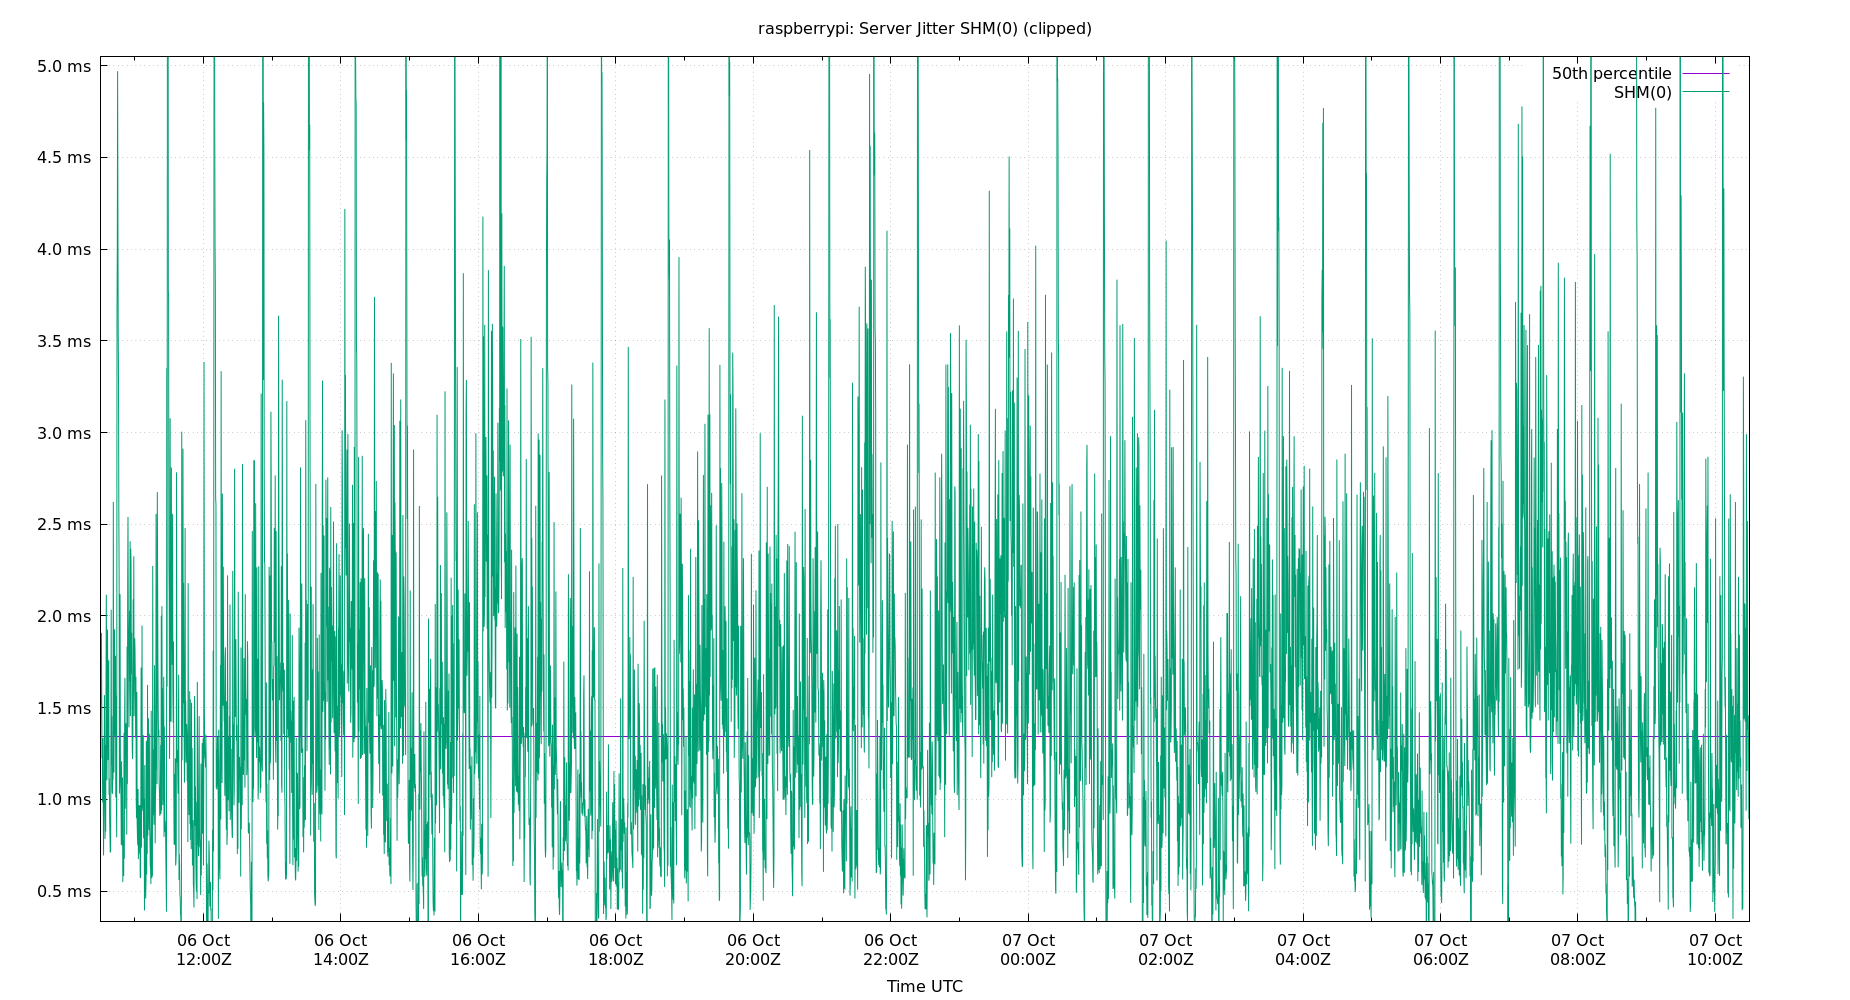 raspberrypi: Server Jitter SHM(0) (clipped)
50th percentile
SHM(0)
5.0 ms
4.5 ms
4.0 ms
3.5 ms
3.0 ms
2.5 ms
2.0 ms
1.5 ms
1.0 ms
0.5 ms
06 Oct 06 Oct 06 Oct 06 Oct 06 Oct 06 Oct 07 Oct 07 Oct 07 Oct 07 Oct 07 Oct 07 Oct
12:00Z 14:00Z 16:00Z 18:00Z 20:00Z 22:00Z 00:00Z 02:00Z 04:00Z 06:00Z 08:00Z 10:00Z
Time UTC